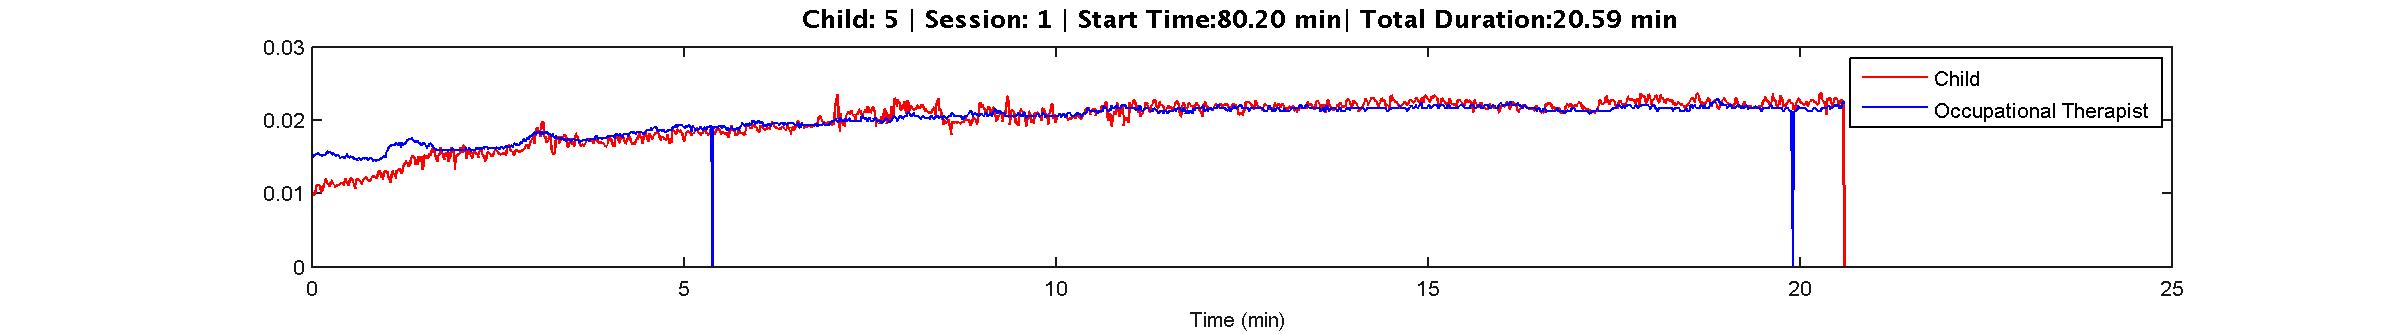 Child: 5 | Session: 1 | Start Time:80.20 min| Total Duration:20.59 min
0.03
0.02
0.01
0
Child
Occupational Therapist
0 5 10 15 20 25
Time (min)